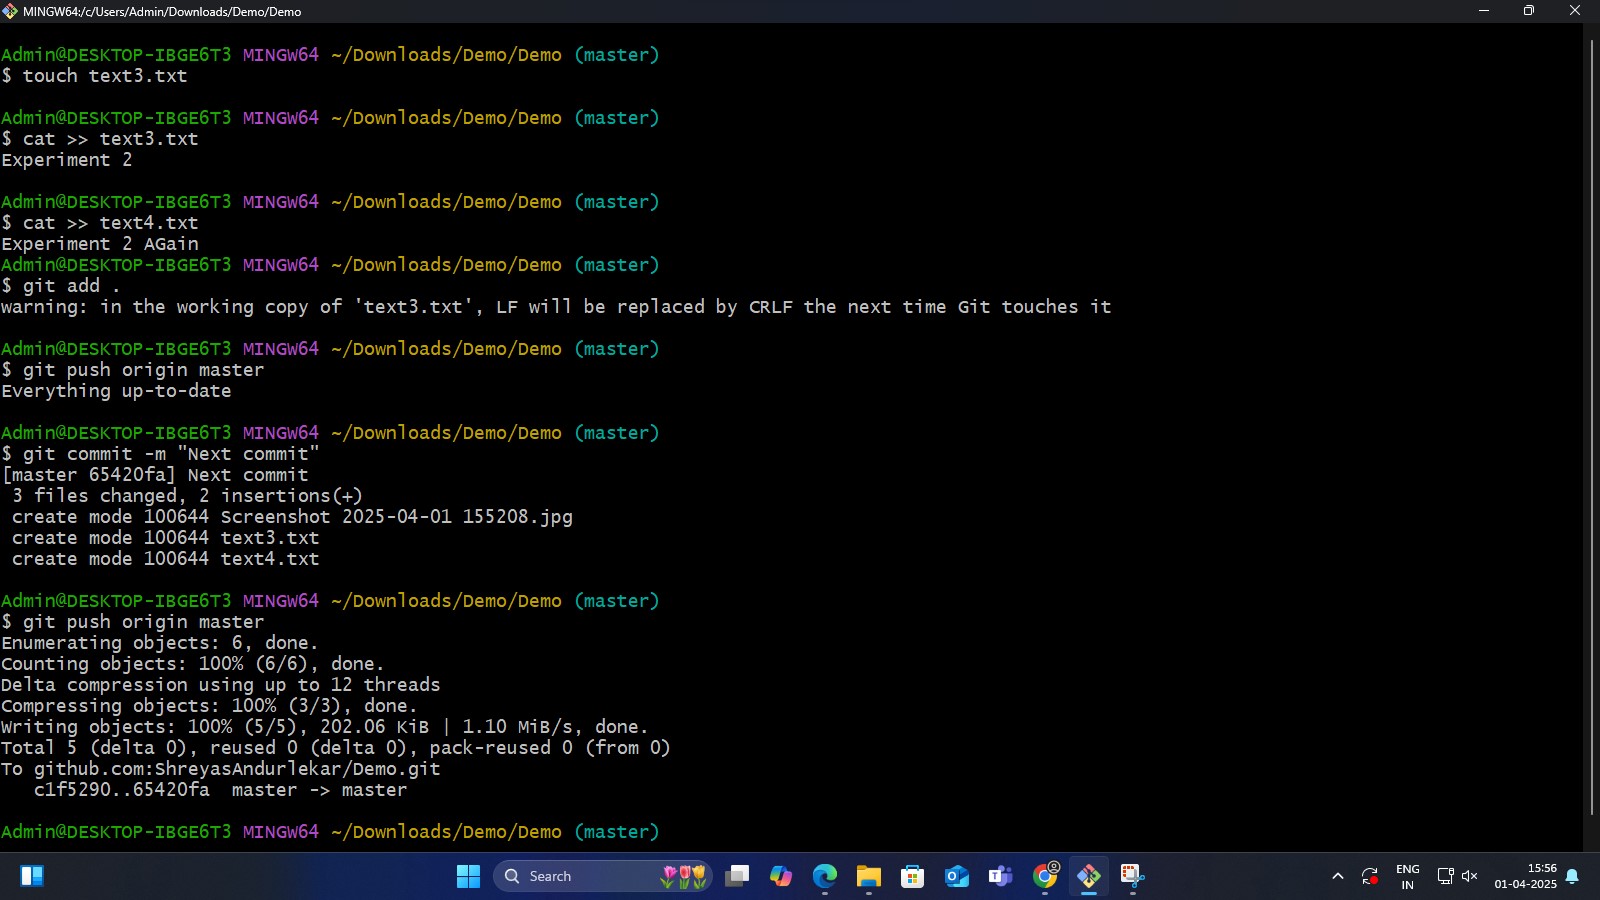 MINGW64:/c/Users/Admin/Downloads/Demo/Demo
Admin@DESKTOP-IBGE6T3 MINGW64 ~/Downloads/Demo/Demo (master)
$ touch text3.txt
Admin@DESKTOP-IBGE6T3 MINGW64 ~/Downloads/Demo/Demo (master)
$ cat >> text3.txt
Experiment 2
Admin@DESKTOP-IBGE6T3 MINGW64 ~/Downloads/Demo/Demo (master)
$ cat >> text4.txt
Experiment 2 AGain
Admin@DESKTOP-IBGE6T3 MINGW64 ~/Downloads/Demo/Demo (master)
$ git add .
warning: in the working copy of 'text3.txt', LF will be replaced by CRLF the next time Git touches it
Admin@DESKTOP-IBGE6T3 MINGW64 ~/Downloads/Demo/Demo (master)
$ git push origin master
Everything up-to-date
Admin@DESKTOP-IBGE6T3 MINGW64 ~/Downloads/Demo/Demo (master)
$ git commit -m "Next commit"
[master 65420fa] Next commit
 3 files changed, 2 insertions(+)
 create mode 100644 Screenshot 2025-04-01 155208.jpg
 create mode 100644 text3.txt
 create mode 100644 text4.txt
Admin@DESKTOP-IBGE6T3 MINGW64 ~/Downloads/Demo/Demo (master)
$ git push origin master
Enumerating objects: 6, done.
Counting objects: 100% (6/6), done.
Delta compression using up to 12 threads
Compressing objects: 100% (3/3), done.
Writing objects: 100% (5/5), 202.06 KiB | 1.10 MiB/s, done.
Total 5 (delta 0), reused 0 (delta 0), pack-reused 0 (from 0)
To github.com:ShreyasAndurlekar/Demo.git
   c1f5290..65420fa  master -> master
Admin@DESKTOP-IBGE6T3 MINGW64 ~/Downloads/Demo/Demo (master)
Search
ENG
IN
15:56
01-04-2025